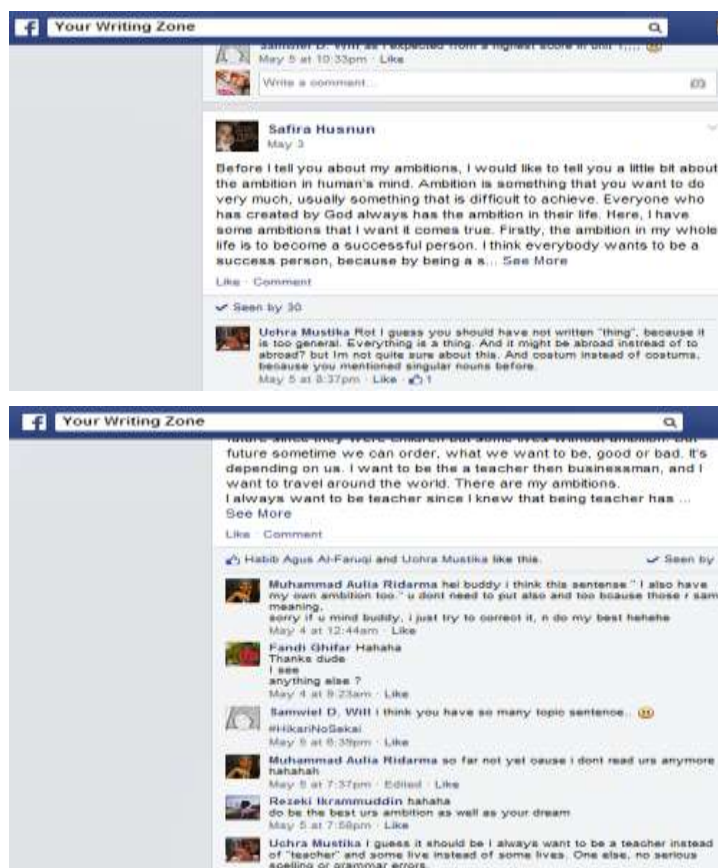 f Your Writing Zone
Samwiel D. Will as I expected from a highest score in unit 1,...
May 5 at 10:33pm · Like
Write a comment...
Safira Husnun
May 3
Before I tell you about my ambitions, I would like to tell you a little bit about
the ambition in human's mind. Ambition is something that you want to do
very much, usually something that is difficult to achieve. Everyone who
has created by God always has the ambition in their life. Here, I have
some ambitions that I want it comes true. Firstly, the ambition in my whole
life is to become a successful person. I think everybody wants to be a
success person, because by being a s... See More
Like · Comment
Seen by 30
Uchra Mustika Rot I guess you should have not written "thing", because it
is too general. Everything is a thing. And it might be abroad instread of to
abroad? but Im not quite sure about this. And costum instead of costums,
because you mentioned singular nouns before.
May 5 at 8:37pm · Like · 1
f Your Writing Zone
future since they were children but some lives without ambition. But
future sometime we can order, what we want to be, good or bad. It's
depending on us. I want to be the a teacher then businessman, and I
want to travel around the world. There are my ambitions.
I always want to be teacher since I knew that being teacher has ...
See More
Like · Comment
Habib Agus Al-Faruqi and Uchra Mustika like this.
Seen by
Muhammad Aulia Ridarma hei buddy i think this sentense " I also have
my own ambition too." u dont need to put also and too bcause those r sam
meaning.
sorry if u mind buddy, i just try to correct it, n do my best hehehe
May 4 at 12:44am · Like
Fandi Ghifar Hahaha
Thanks dude
I see
anything else ?
May 4 at 9:23am · Like
Samwiel D. Will i think you have so many topic sentence..
#HikariNoSekai
May 5 at 6:39pm · Like
Muhammad Aulia Ridarma so far not yet cause i dont read urs anymore
hahahah
May 5 at 7:37pm · Edited · Like
Rezeki Ikrammuddin hahaha
do be the best urs ambition as well as your dream
May 5 at 7:58pm · Like
Uchra Mustika I guess it should be I always want to be a teacher instead
of "teacher" and some live instead of some lives. One else, no serious
spelling or grammar errors.